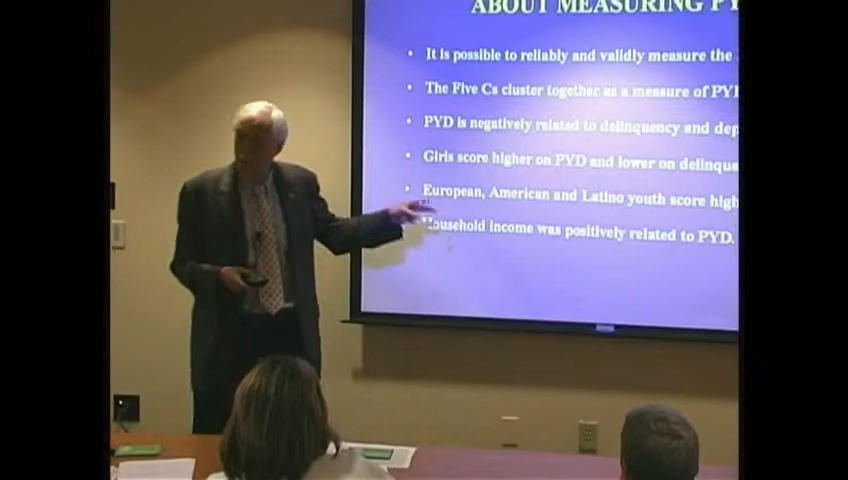 ABOUT MEASURING PY
• It is possible to reliably and validly measure the
• The Five Cs cluster together as a measure of PYD
• PYD is negatively related to delinquency and dep
• Girls score higher on PYD and lower on delinque
• European, American and Latino youth score high
Household income was positively related to PYD.